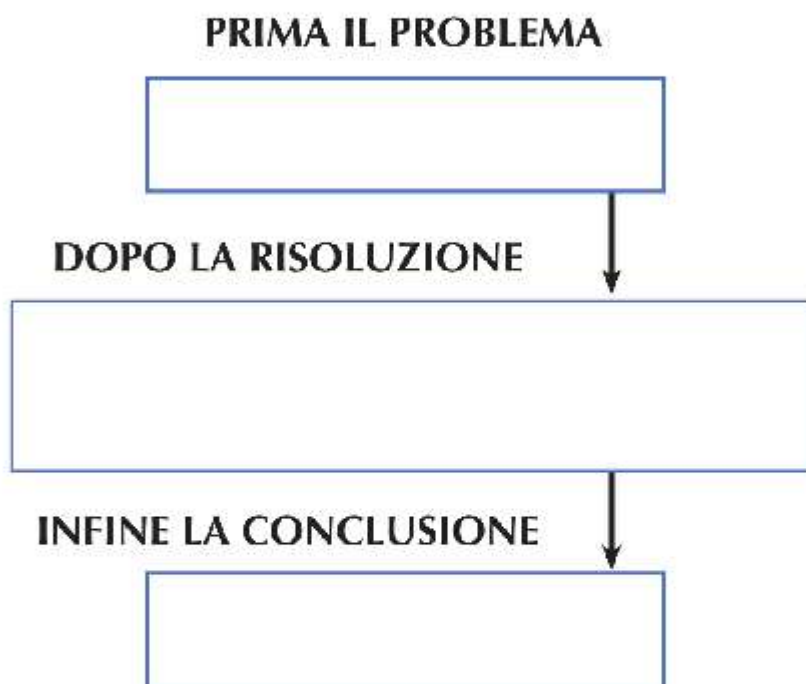 PRIMA IL PROBLEMA
DOPO LA RISOLUZIONE
INFINE LA CONCLUSIONE